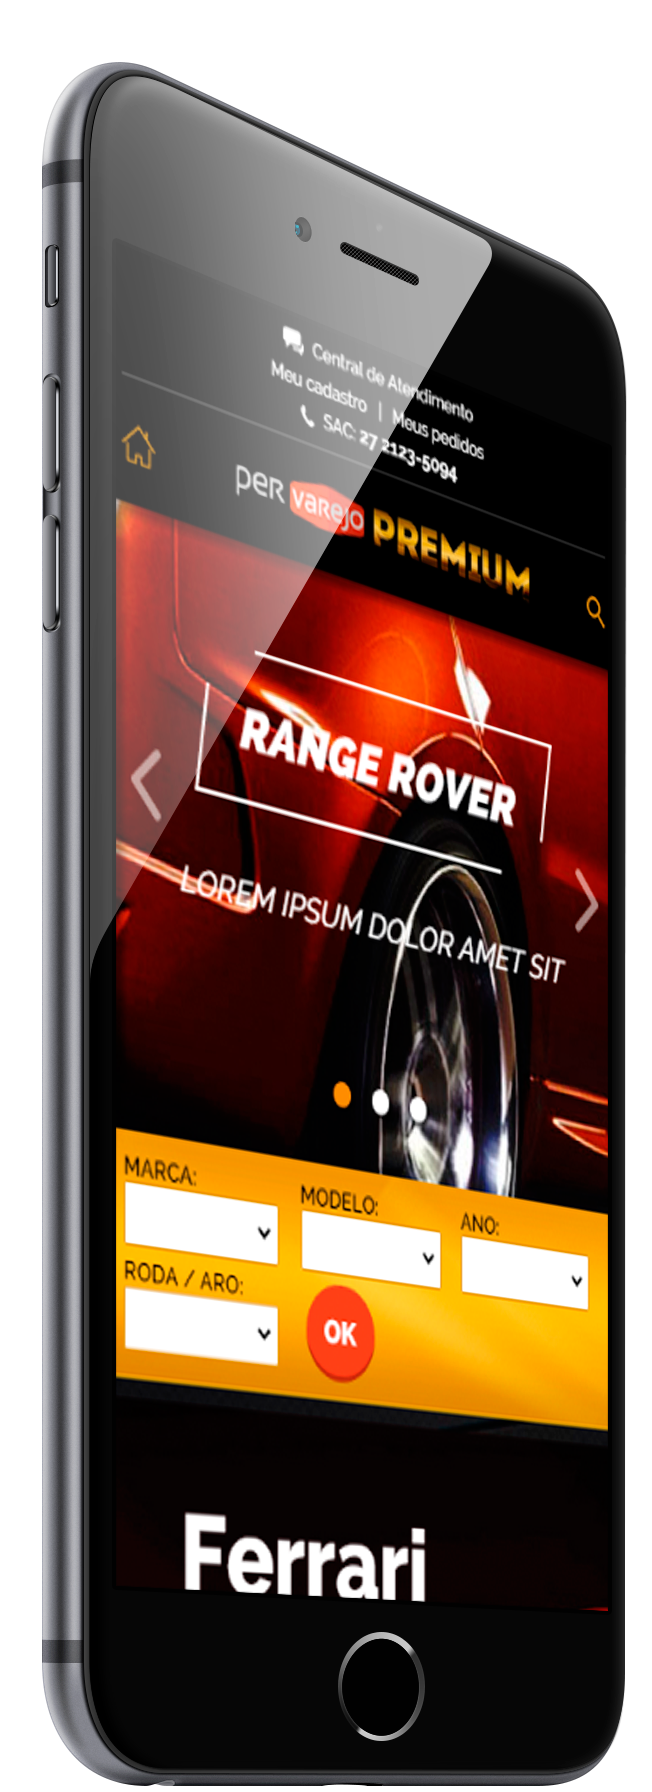 Central de Atendimento
Meu cadastro | Meus pedidos
SAC: 27 2123-5094
per varejo PREMIUM
RANGE ROVER
LOREM IPSUM DOLOR AMET SIT
MARCA:
MODELO:
ANO:
RODA / ARO:
OK
Ferrari